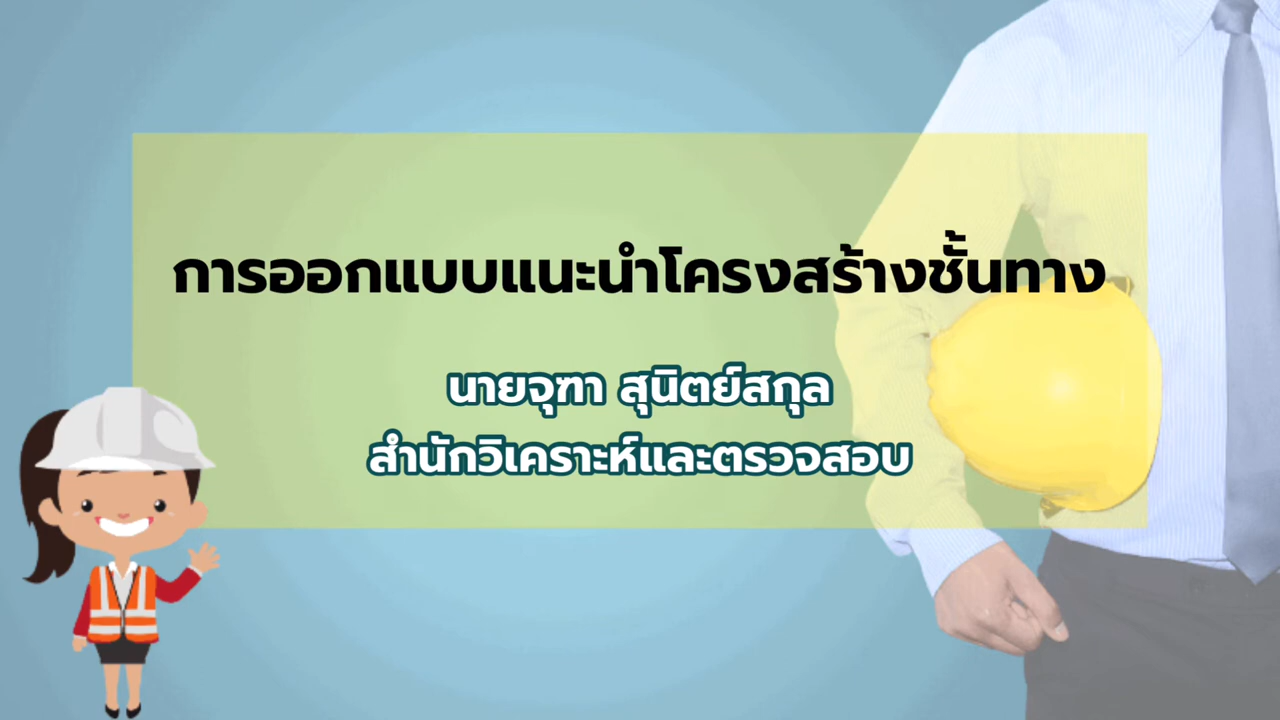 การออกแบบแนะนำโครงสร้างชั้นทาง
นายจุฑา สุนิตย์สกุล
สำนักวิเคราะห์และตรวจสอบ